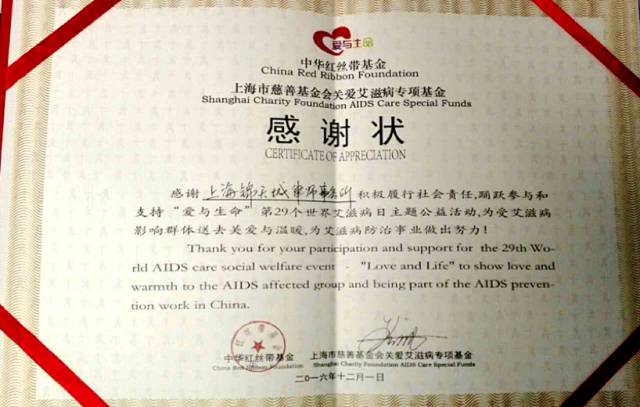 爱与生命
中华红丝带基金
China Red Ribbon Foundation
上海市慈善基金会关爱艾滋病专项基金
Shanghai Charity Foundation AIDS Care Special Funds
感谢状
CERTIFICATE OF APPRECIATION
感谢 上海锦天城律师事务所 积极履行社会责任,踊跃参与和
支持“爱与生命”第29个世界艾滋病日主题公益活动,为受艾滋病
影响群体送去关爱与温暖,为艾滋病防治事业做出努力!
Thank you for your participation and support for the 29th Wo-
rld AIDS care social welfare event - “Love and Life” to show love and
warmth to the AIDS affected group and being part of the AIDS preven-
tion work in China.
中华红丝带基金 上海市慈善基金会关爱艾滋病专项基金
China Red Ribbon Foundation Shanghai Charity Foundation AIDS Care Special Funds
二〇一六年十二月一日